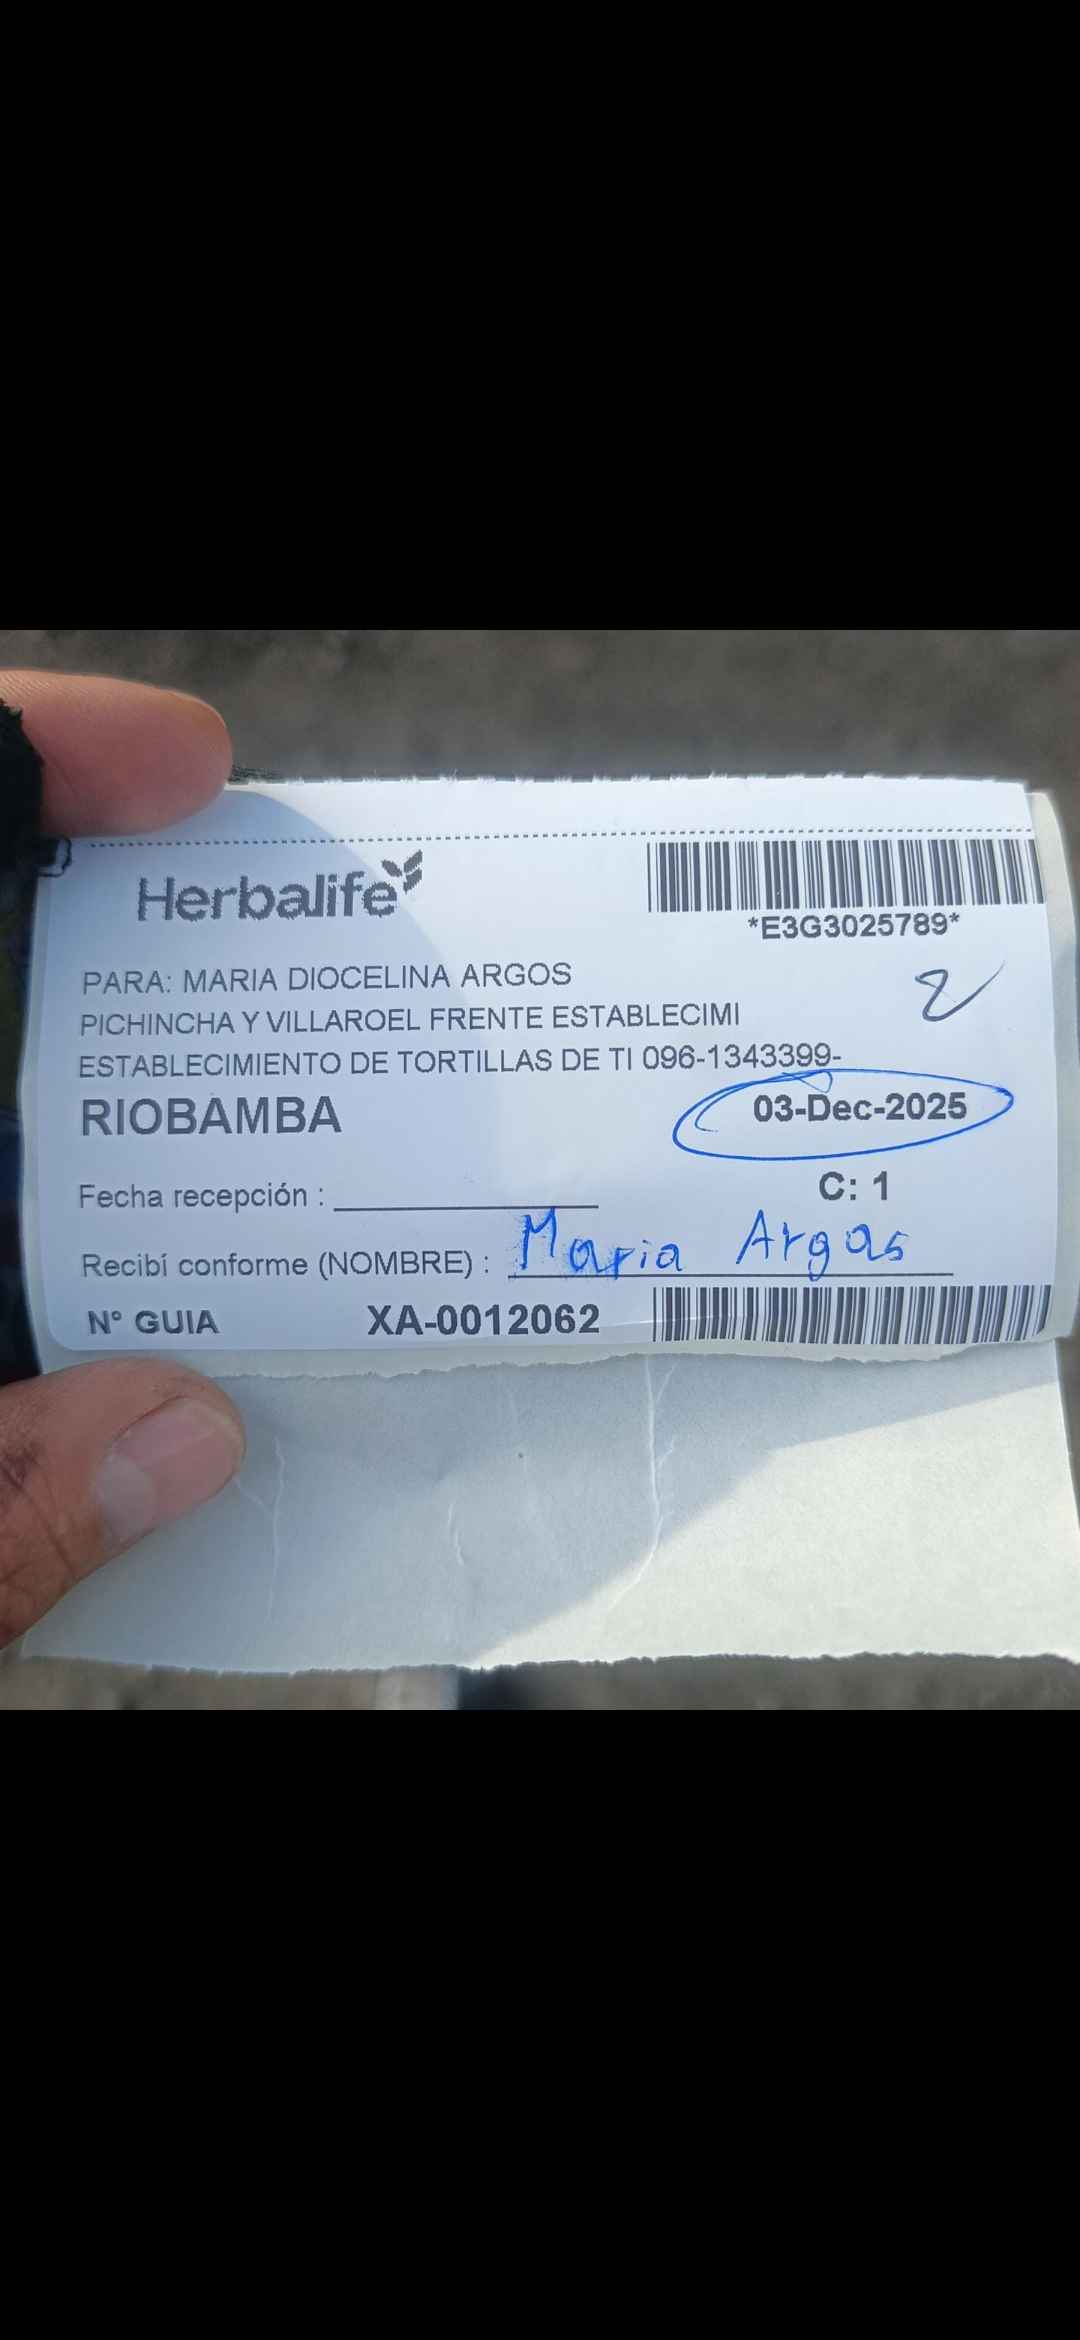 Herbalife
*E3G3025789*
2
PARA: MARIA DIOCELINA ARGOS
PICHINCHA Y VILLAROEL FRENTE ESTABLECIMI
ESTABLECIMIENTO DE TORTILLAS DE TI 096-1343399-
RIOBAMBA
03-Dec-2025
Fecha recepción :
C: 1
Recibí conforme (NOMBRE) : Maria Argos
N° GUIA XA-0012062